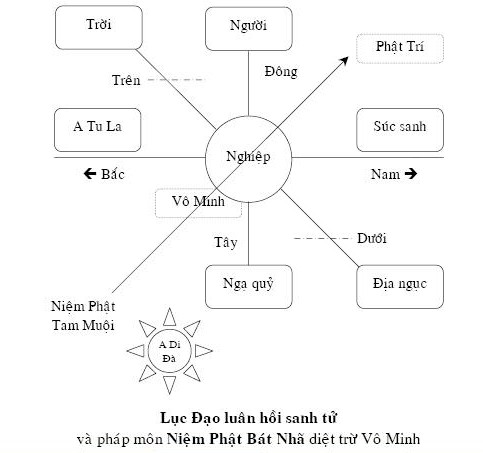 Trời
Người
Phật Trí
Trên
Đông
A Tu La
Nghiệp
Súc sanh
← Bắc
Nam →
Vô Minh
Tây
Dưới
Ngạ quỷ
Địa ngục
Niệm Phật
Tam Muội
A Di
Đà
Lục Đạo luân hồi sanh tử
và pháp môn Niệm Phật Bát Nhã diệt trừ Vô Minh